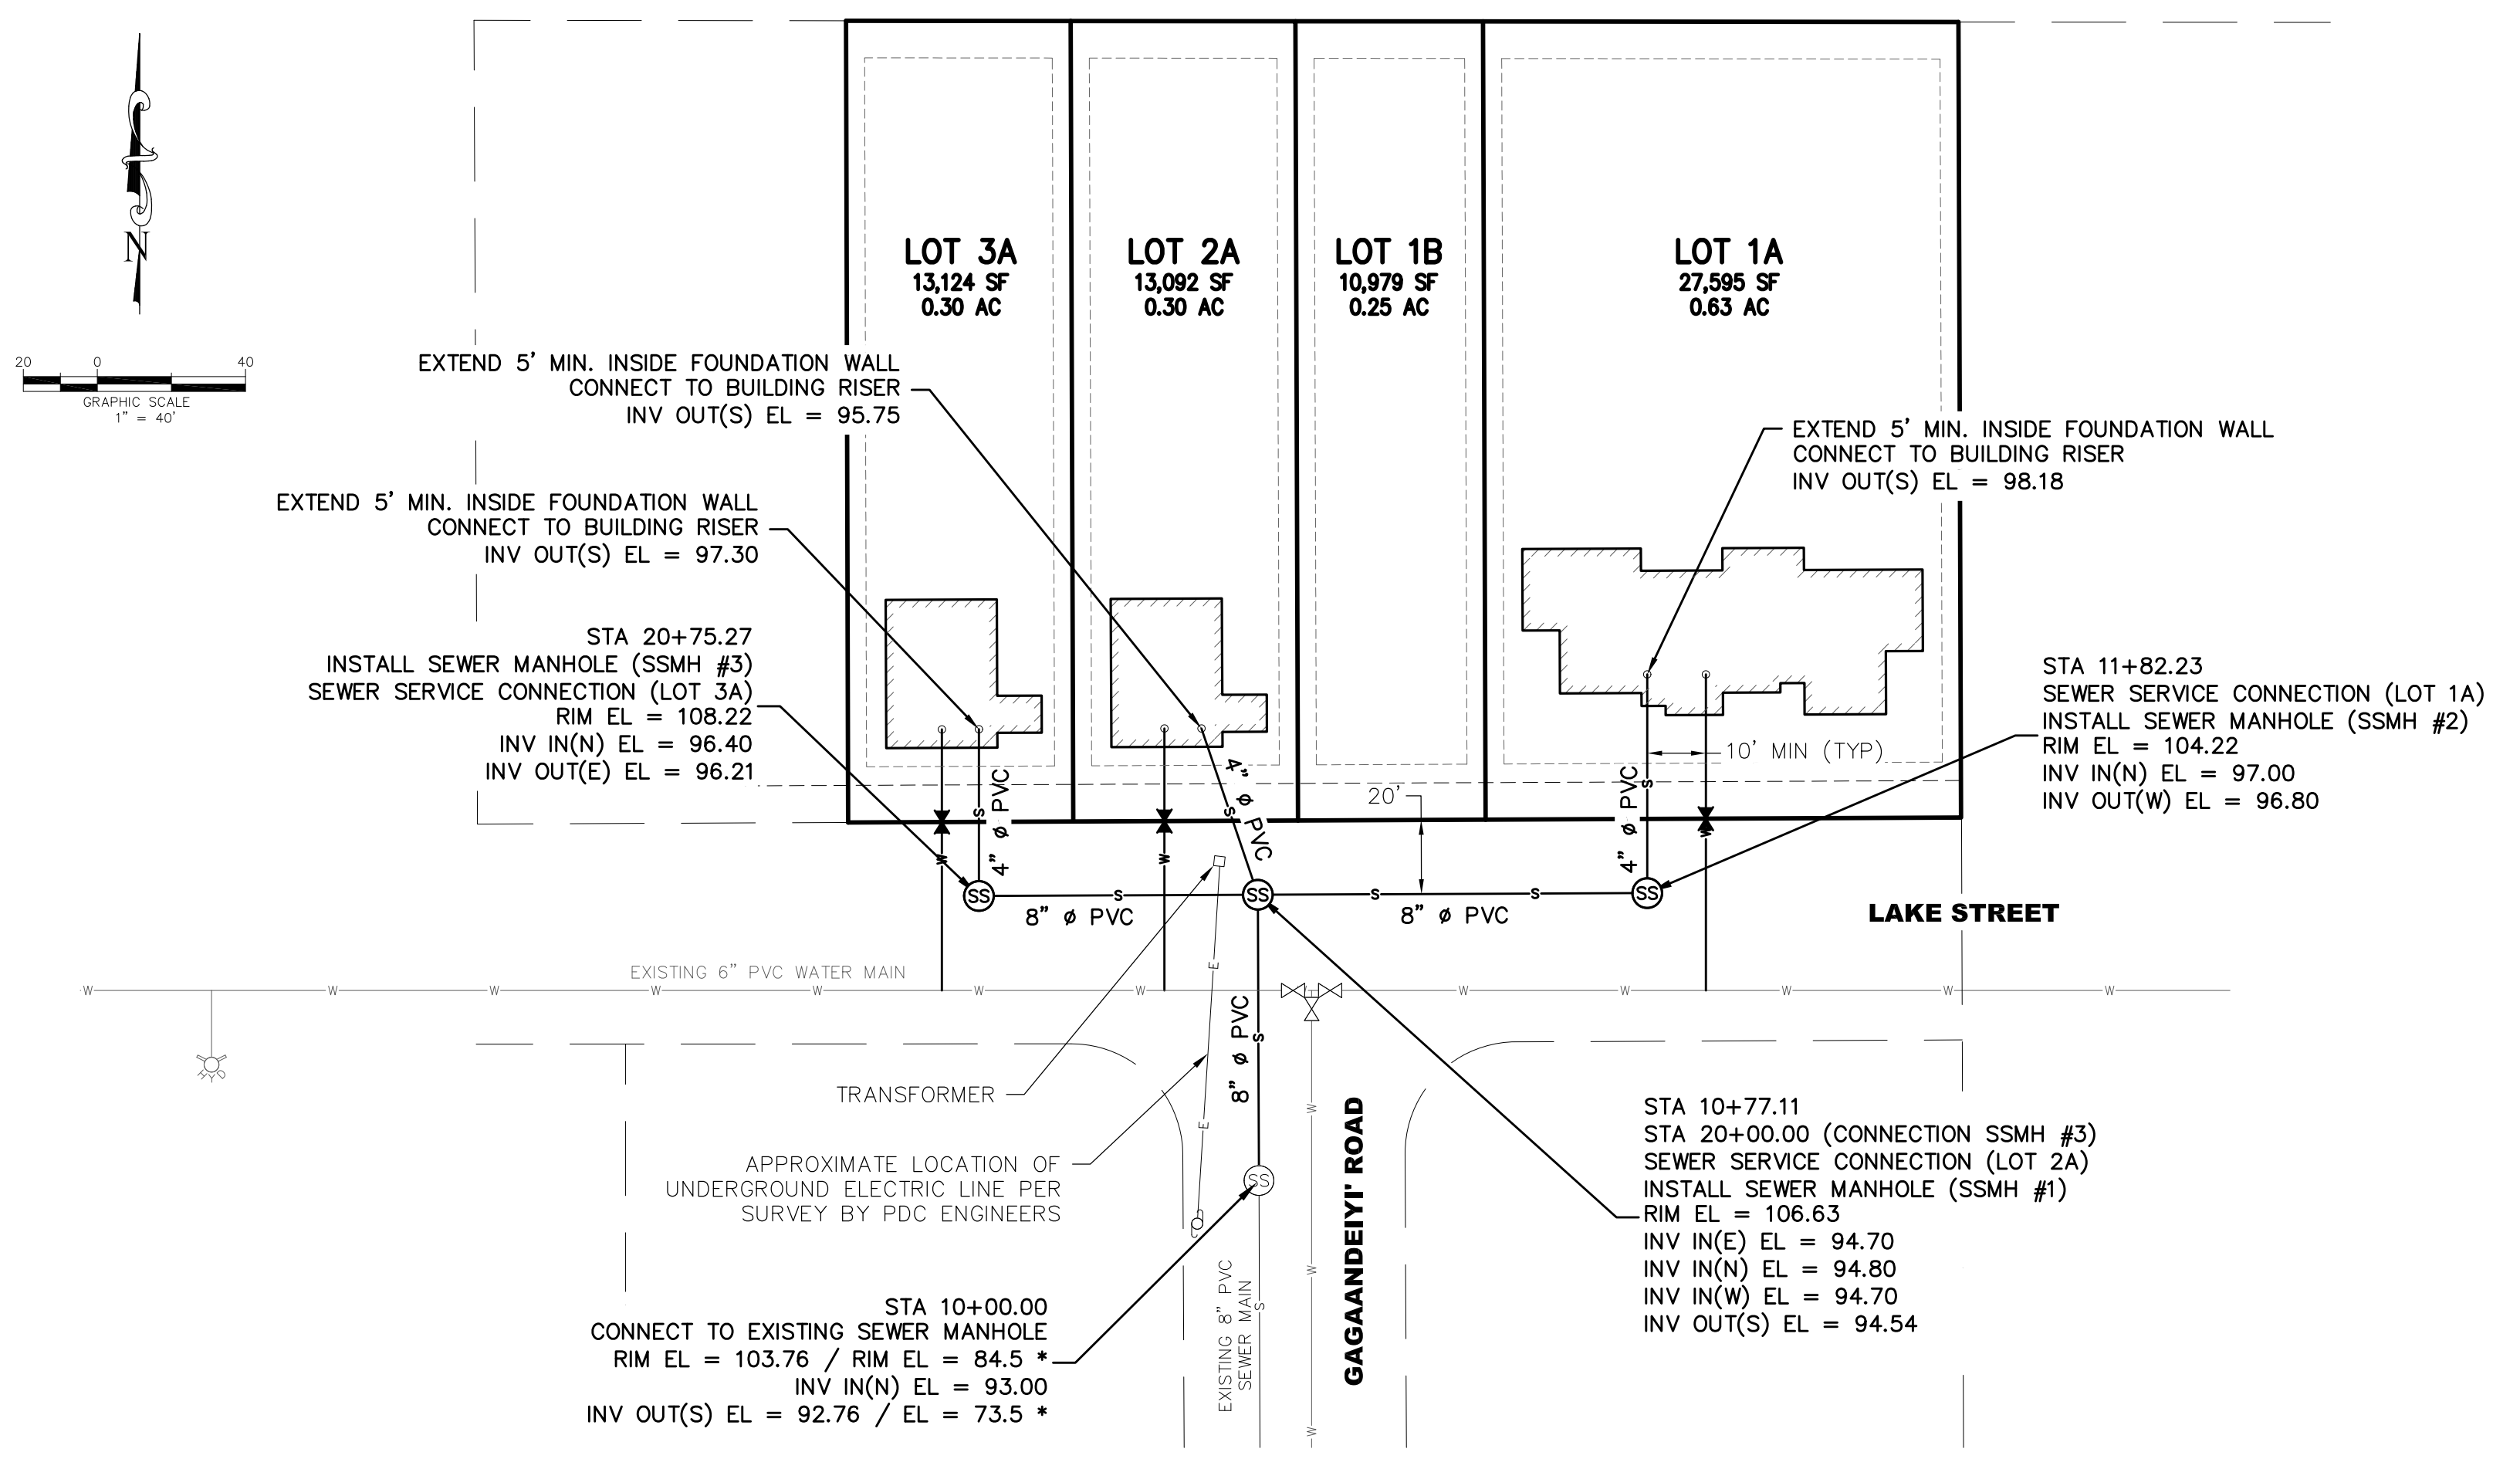 N
20 0 40
GRAPHIC SCALE
1" = 40'
LOT 3A
13,124 SF
0.30 AC
LOT 2A
13,092 SF
0.30 AC
LOT 1B
10,979 SF
0.25 AC
LOT 1A
27,595 SF
0.63 AC
EXTEND 5' MIN. INSIDE FOUNDATION WALL
CONNECT TO BUILDING RISER
INV OUT(S) EL = 95.75
EXTEND 5' MIN. INSIDE FOUNDATION WALL
CONNECT TO BUILDING RISER
INV OUT(S) EL = 98.18
EXTEND 5' MIN. INSIDE FOUNDATION WALL
CONNECT TO BUILDING RISER
INV OUT(S) EL = 97.30
STA 20+75.27
INSTALL SEWER MANHOLE (SSMH #3)
SEWER SERVICE CONNECTION (LOT 3A)
RIM EL = 108.22
INV IN(N) EL = 96.40
INV OUT(E) EL = 96.21
STA 11+82.23
SEWER SERVICE CONNECTION (LOT 1A)
INSTALL SEWER MANHOLE (SSMH #2)
RIM EL = 104.22
INV IN(N) EL = 97.00
INV OUT(W) EL = 96.80
10' MIN (TYP)
20'
4" ø PVC
4" ø PVC
4" ø PVC
S
S
S
W
W
W
SS
S
SS
S
S
SS
8" ø PVC
8" ø PVC
LAKE STREET
EXISTING 6" PVC WATER MAIN
W W W W W W W W W W W W
HYD
E
E
8" ø PVC
S
TRANSFORMER
APPROXIMATE LOCATION OF
UNDERGROUND ELECTRIC LINE PER
SURVEY BY PDC ENGINEERS
SS
W
W
W
GAGAANDEIYI' ROAD
EXISTING 8" PVC
SEWER MAIN
S
STA 10+77.11
STA 20+00.00 (CONNECTION SSMH #3)
SEWER SERVICE CONNECTION (LOT 2A)
INSTALL SEWER MANHOLE (SSMH #1)
RIM EL = 106.63
INV IN(E) EL = 94.70
INV IN(N) EL = 94.80
INV IN(W) EL = 94.70
INV OUT(S) EL = 94.54
STA 10+00.00
CONNECT TO EXISTING SEWER MANHOLE
RIM EL = 103.76 / RIM EL = 84.5 *
INV IN(N) EL = 93.00
INV OUT(S) EL = 92.76 / EL = 73.5 *